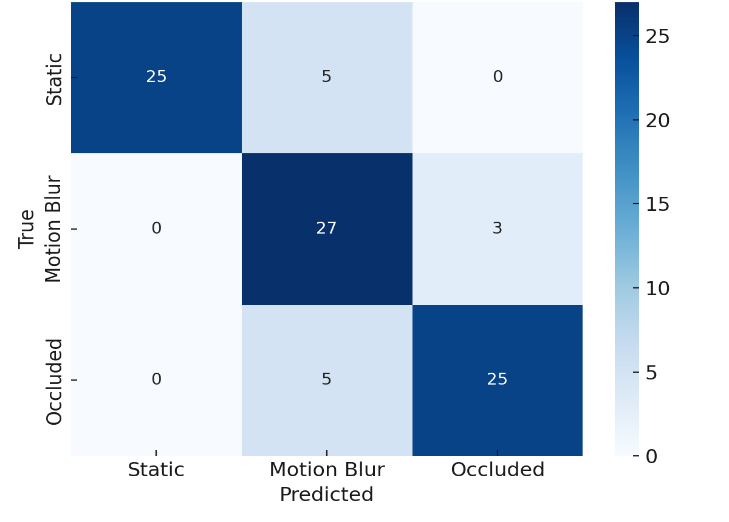 Static
25
5
0
True
Motion Blur
0
27
3
Occluded
0
5
25
Static
Motion Blur
Occluded
Predicted
25
20
15
10
5
0